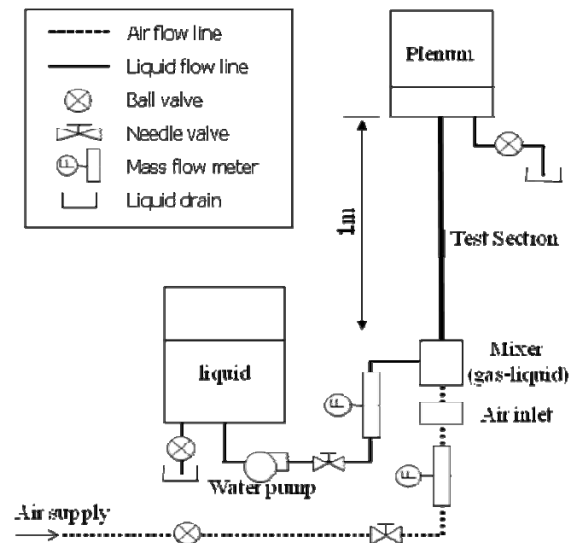 Air flow line
Liquid flow line
Ball valve
Needle valve
F
Mass flow meter
Liquid drain
Plenum
1m
Test Section
liquid
F
Mixer
(gas-liquid)
Air inlet
F
Water pump
Air supply